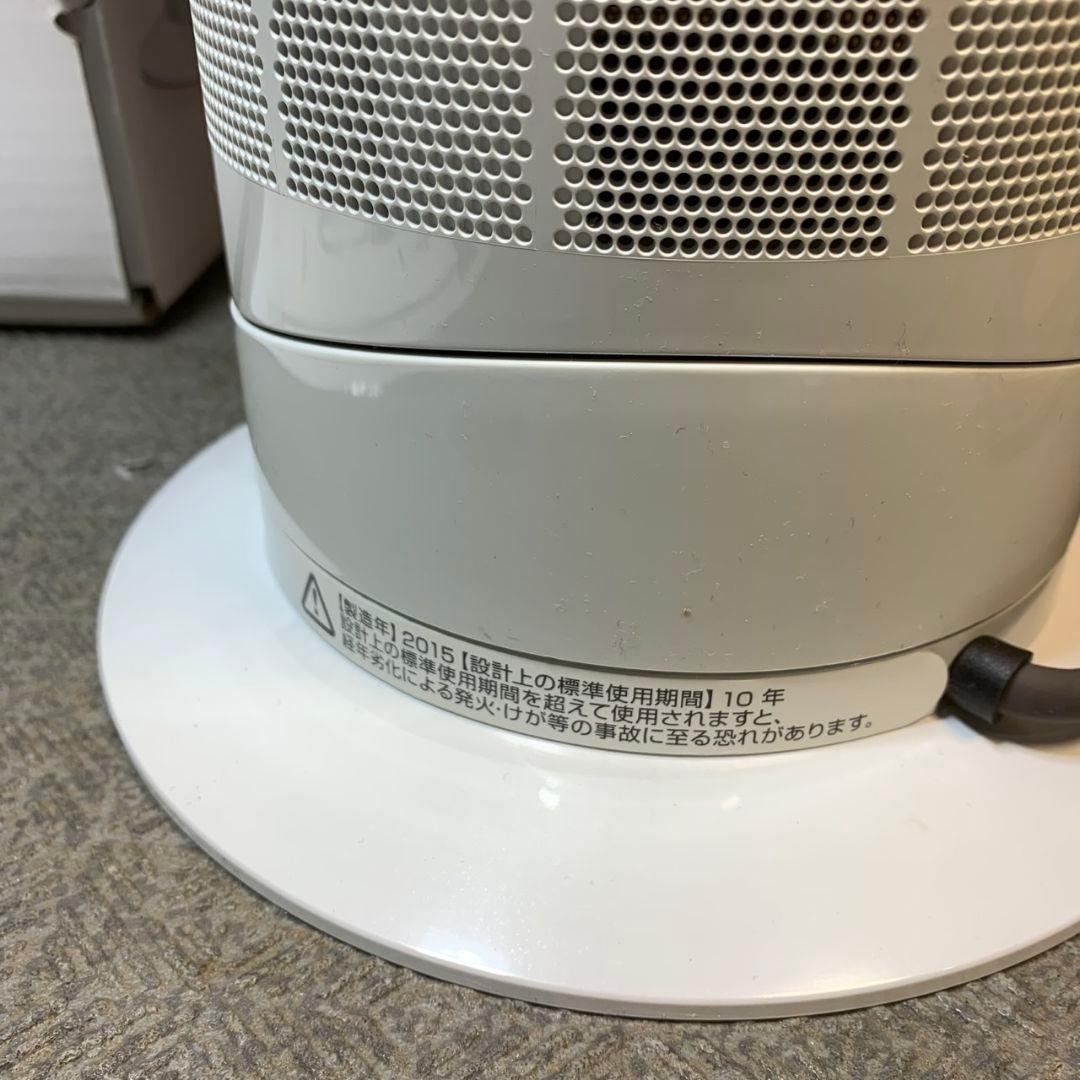 【製造年】2015【設計上の標準使用期間】10 年
設計上の標準使用期間を超えて使用されますと、
経年劣化による発火・けが等の事故に至る恐れがあります。